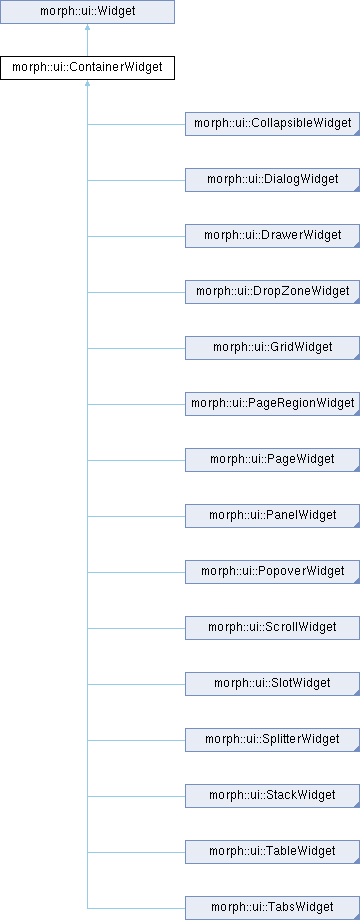 morph::ui::Widget
morph::ui::ContainerWidget
morph::ui::CollapsibleWidget
morph::ui::DialogWidget
morph::ui::DrawerWidget
morph::ui::DropZoneWidget
morph::ui::GridWidget
morph::ui::PageRegionWidget
morph::ui::PageWidget
morph::ui::PanelWidget
morph::ui::PopoverWidget
morph::ui::ScrollWidget
morph::ui::SlotWidget
morph::ui::SplitterWidget
morph::ui::StackWidget
morph::ui::TableWidget
morph::ui::TabsWidget